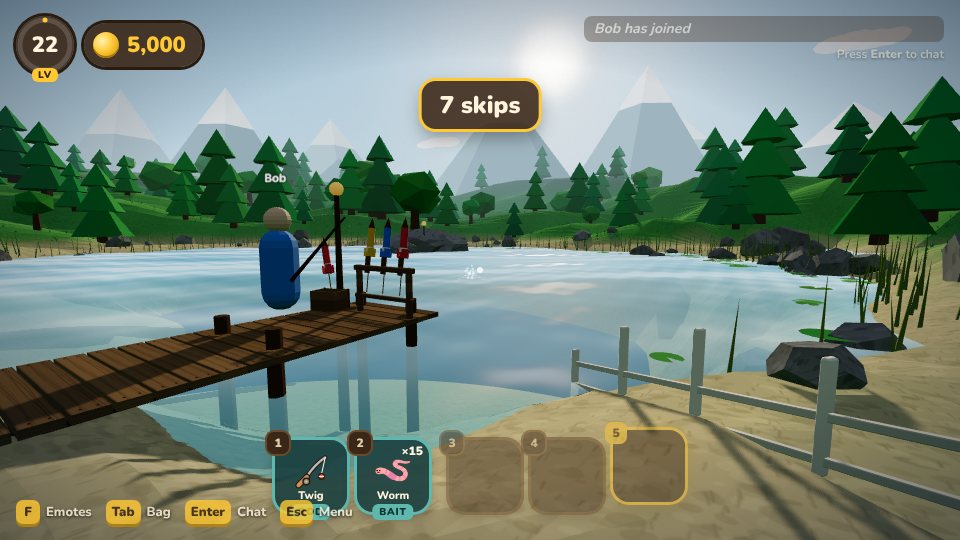 22
LV
5,000
Bob has joined
Press Enter to chat
7 skips
Bob
1
2
3
4
5
×15
Twig
Worm
BAIT
F Emotes
Tab Bag
Enter Chat
Esc Menu